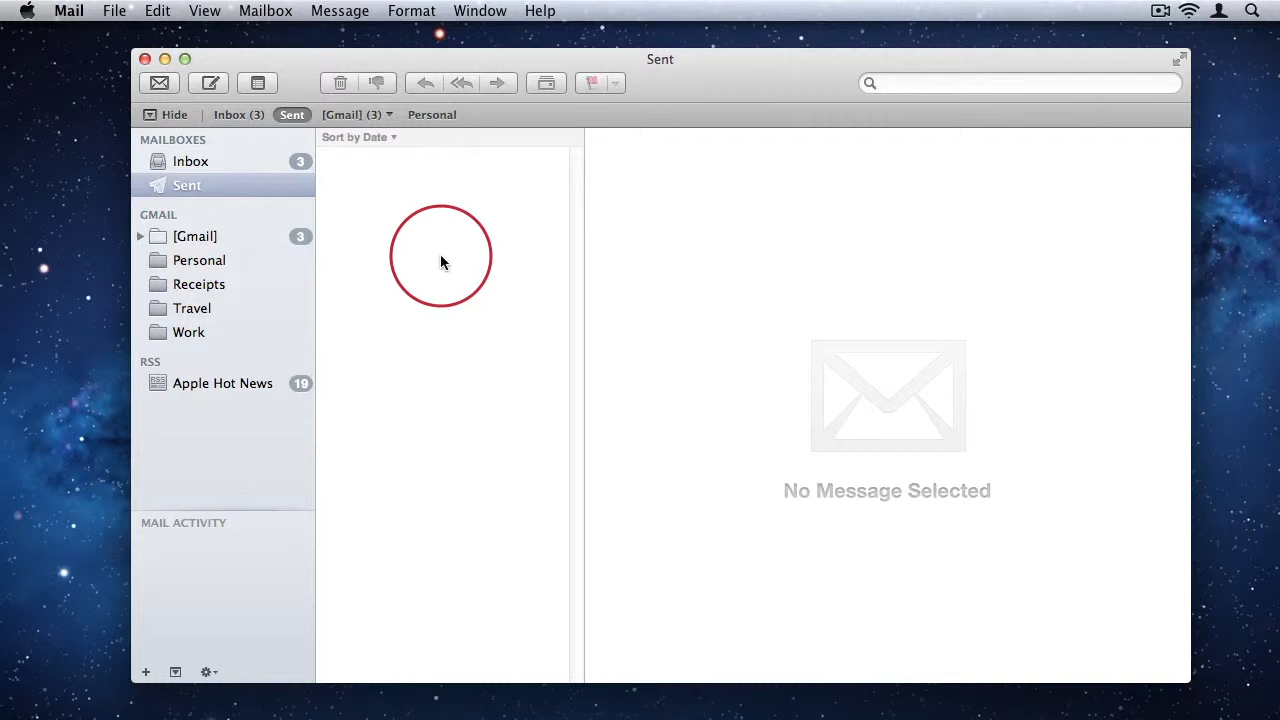 Mail File Edit View Mailbox Message Format Window Help
Sent
Hide Inbox (3) Sent [Gmail] (3) Personal
MAILBOXES
Inbox 3
Sent
GMAIL
[Gmail] 3
Personal
Receipts
Travel
Work
RSS
RSS Apple Hot News 19
MAIL ACTIVITY
Sort by Date
No Message Selected